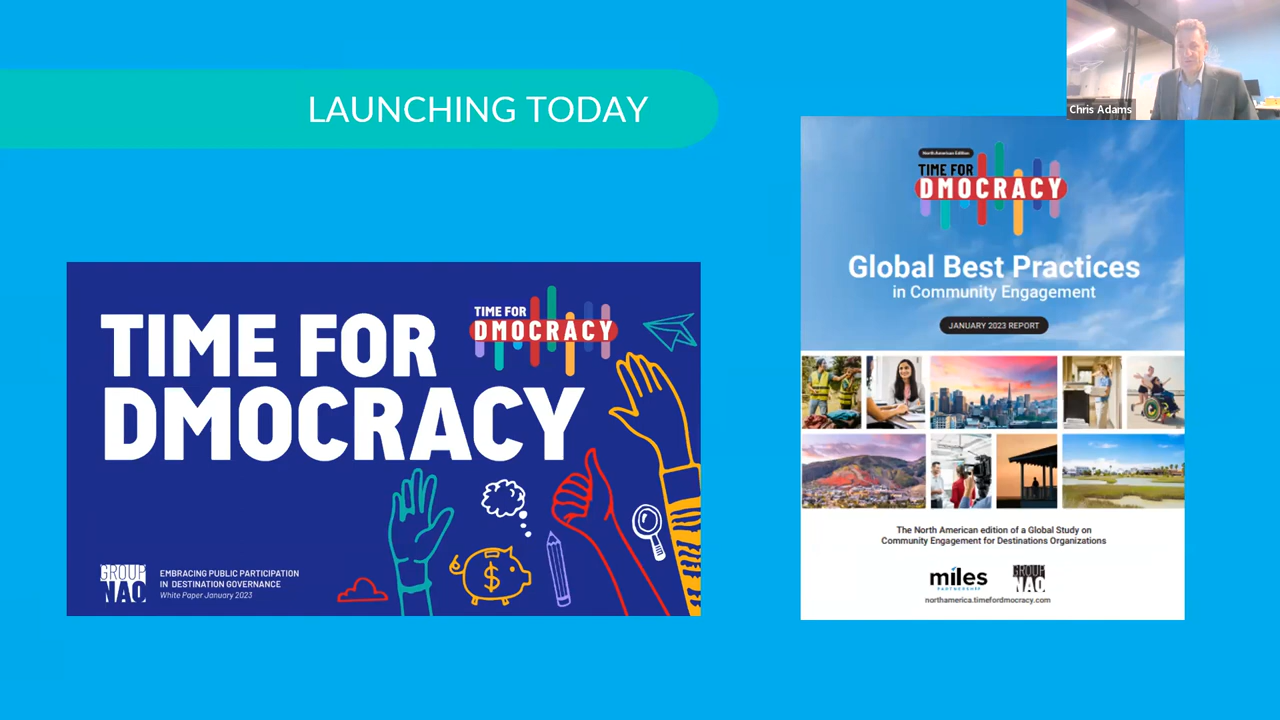 LAUNCHING TODAY
Chris Adams
TIME FOR
DMOCRACY
TIME FOR
DMOCRACY
GROUP
NAO
EMBRACING PUBLIC PARTICIPATION
IN DESTINATION GOVERNANCE
White Paper January 2023
North American Edition
TIME FOR
DMOCRACY
Global Best Practices
in Community Engagement
JANUARY 2023 REPORT
The North American edition of a Global Study on
Community Engagement for Destinations Organizations
miles
PARTNERSHIP
GROUP
NAO
northamerica.timefordmocracy.com